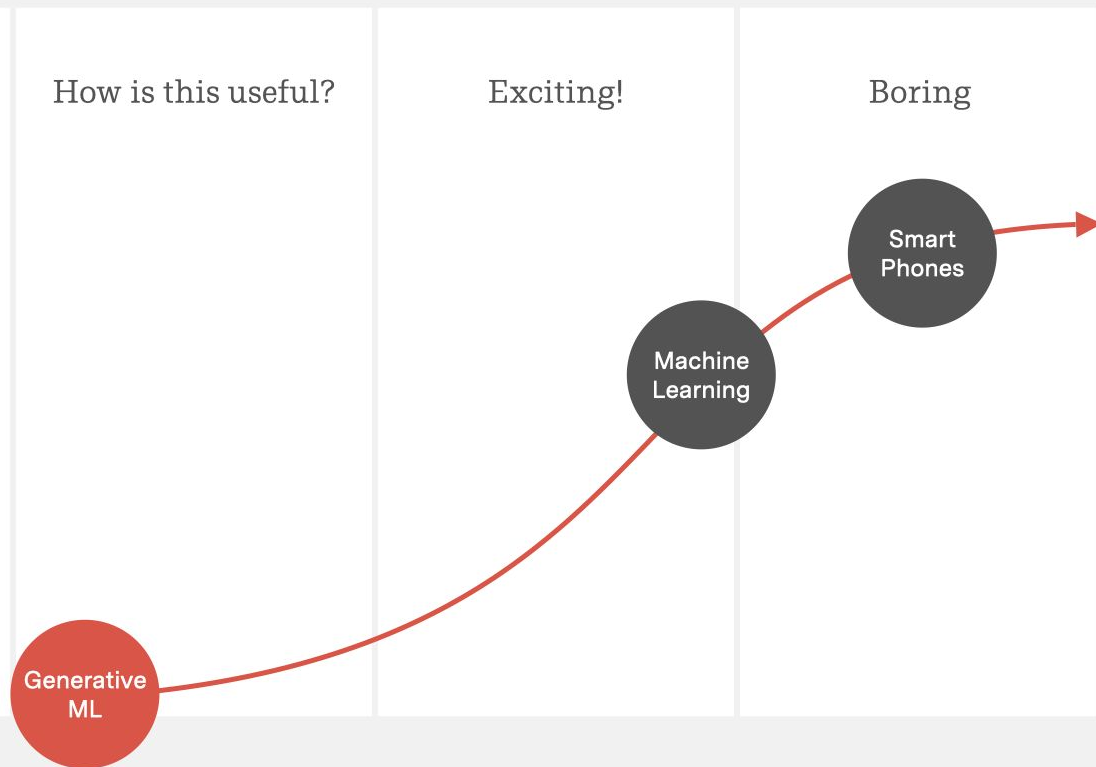 How is this useful?
Exciting!
Boring
Smart
Phones
Machine
Learning
Generative
ML